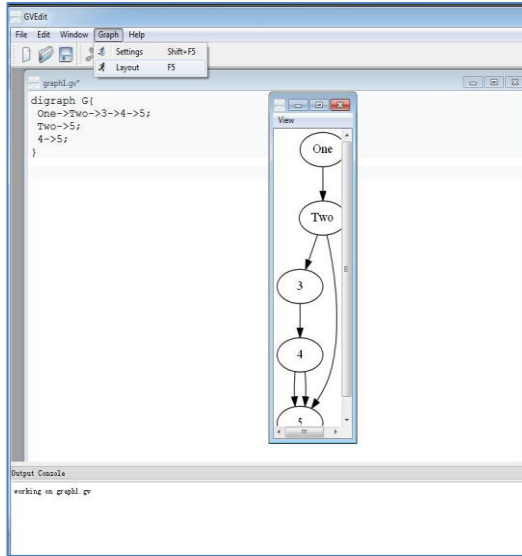 GVEdit
File Edit Window Graph Help
Settings Shift+F5
Layout F5
graph1.gv*
digraph G{
One->Two->3->4->5;
Two->5;
4->5;
}
View
One
Two
3
4
5
Output Console
working on graph1.gv